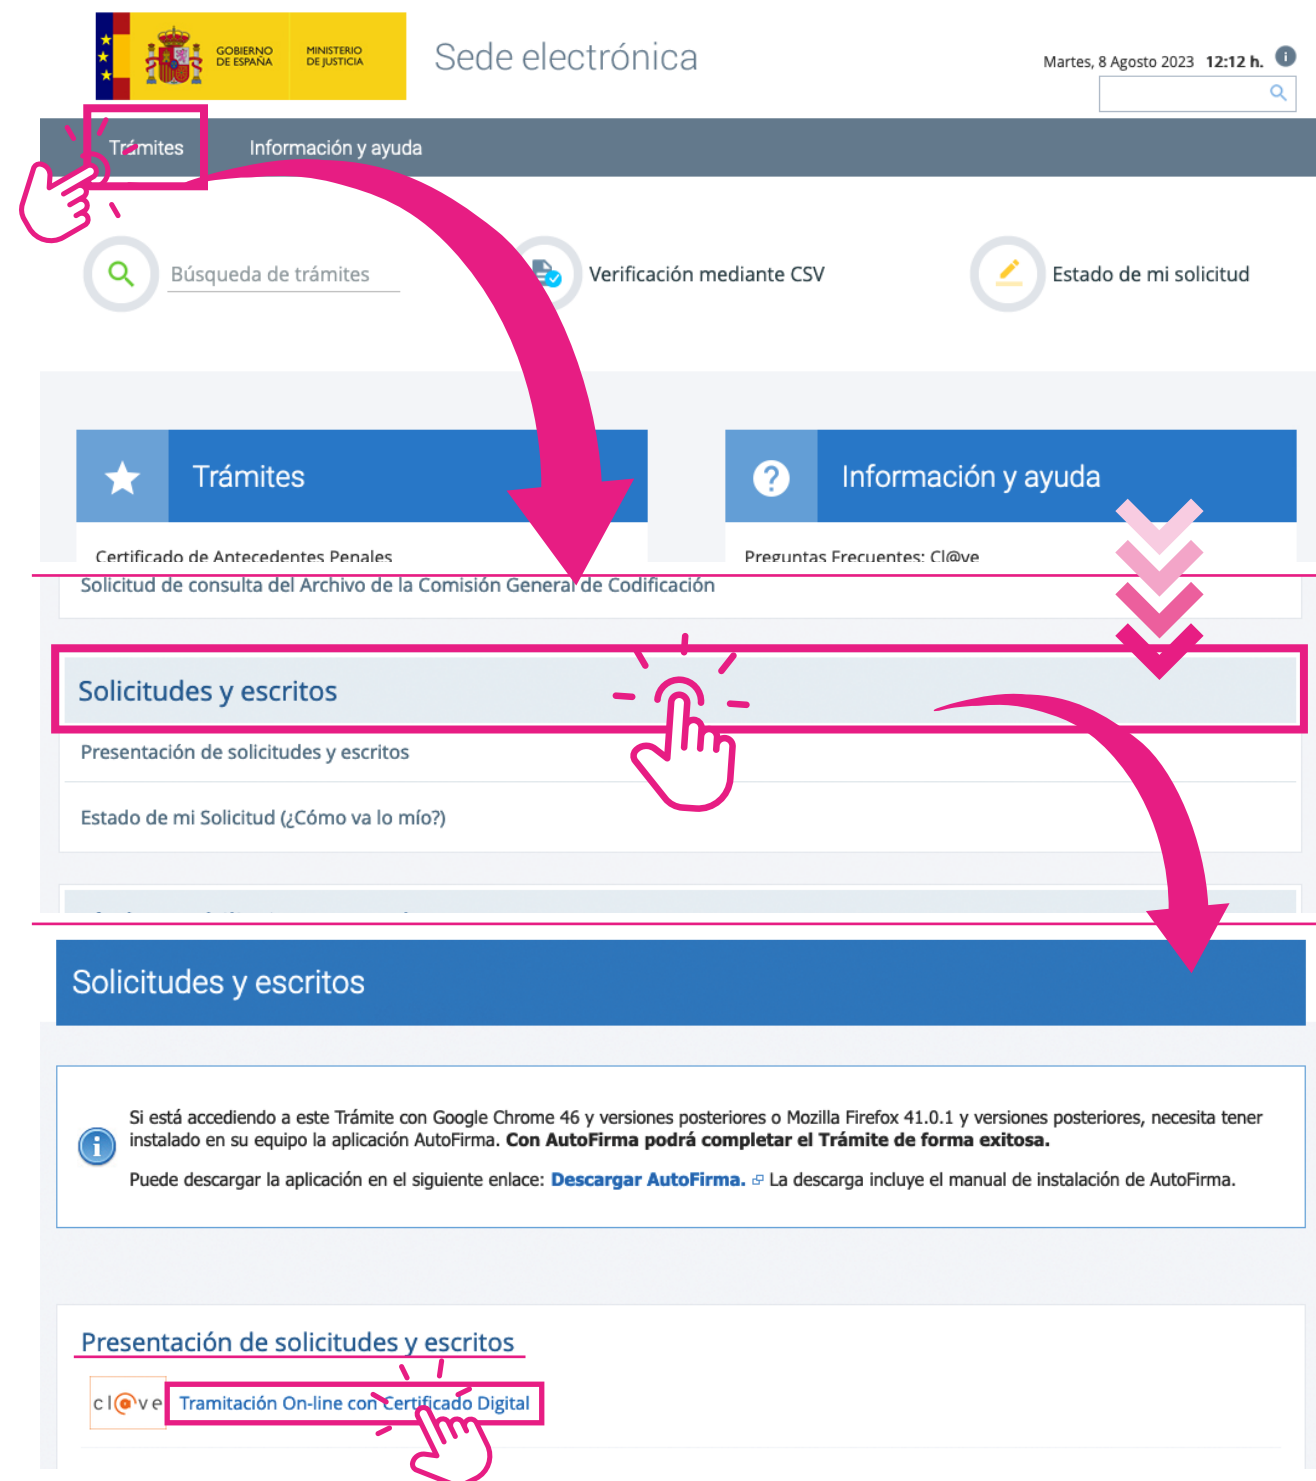 GOBIERNO
DE ESPAÑA
MINISTERIO
DE JUSTICIA
Sede electrónica
Martes, 8 Agosto 2023 12:12 h.
Trámites
Información y ayuda
Búsqueda de trámites
Verificación mediante CSV
Estado de mi solicitud
Trámites
Información y ayuda
Certificado de Antecedentes Penales
Preguntas Frecuentes: Cl@ve
Solicitud de consulta del Archivo de la Comisión General de Codificación
Solicitudes y escritos
Presentación de solicitudes y escritos
Estado de mi Solicitud (¿Cómo va lo mío?)
Solicitudes y escritos
Si está accediendo a este Trámite con Google Chrome 46 y versiones posteriores o Mozilla Firefox 41.0.1 y versiones posteriores, necesita tener
instalado en su equipo la aplicación AutoFirma. Con AutoFirma podrá completar el Trámite de forma exitosa.
Puede descargar la aplicación en el siguiente enlace: Descargar AutoFirma. La descarga incluye el manual de instalación de AutoFirma.
Presentación de solicitudes y escritos
cl@ve Tramitación On-line con Certificado Digital